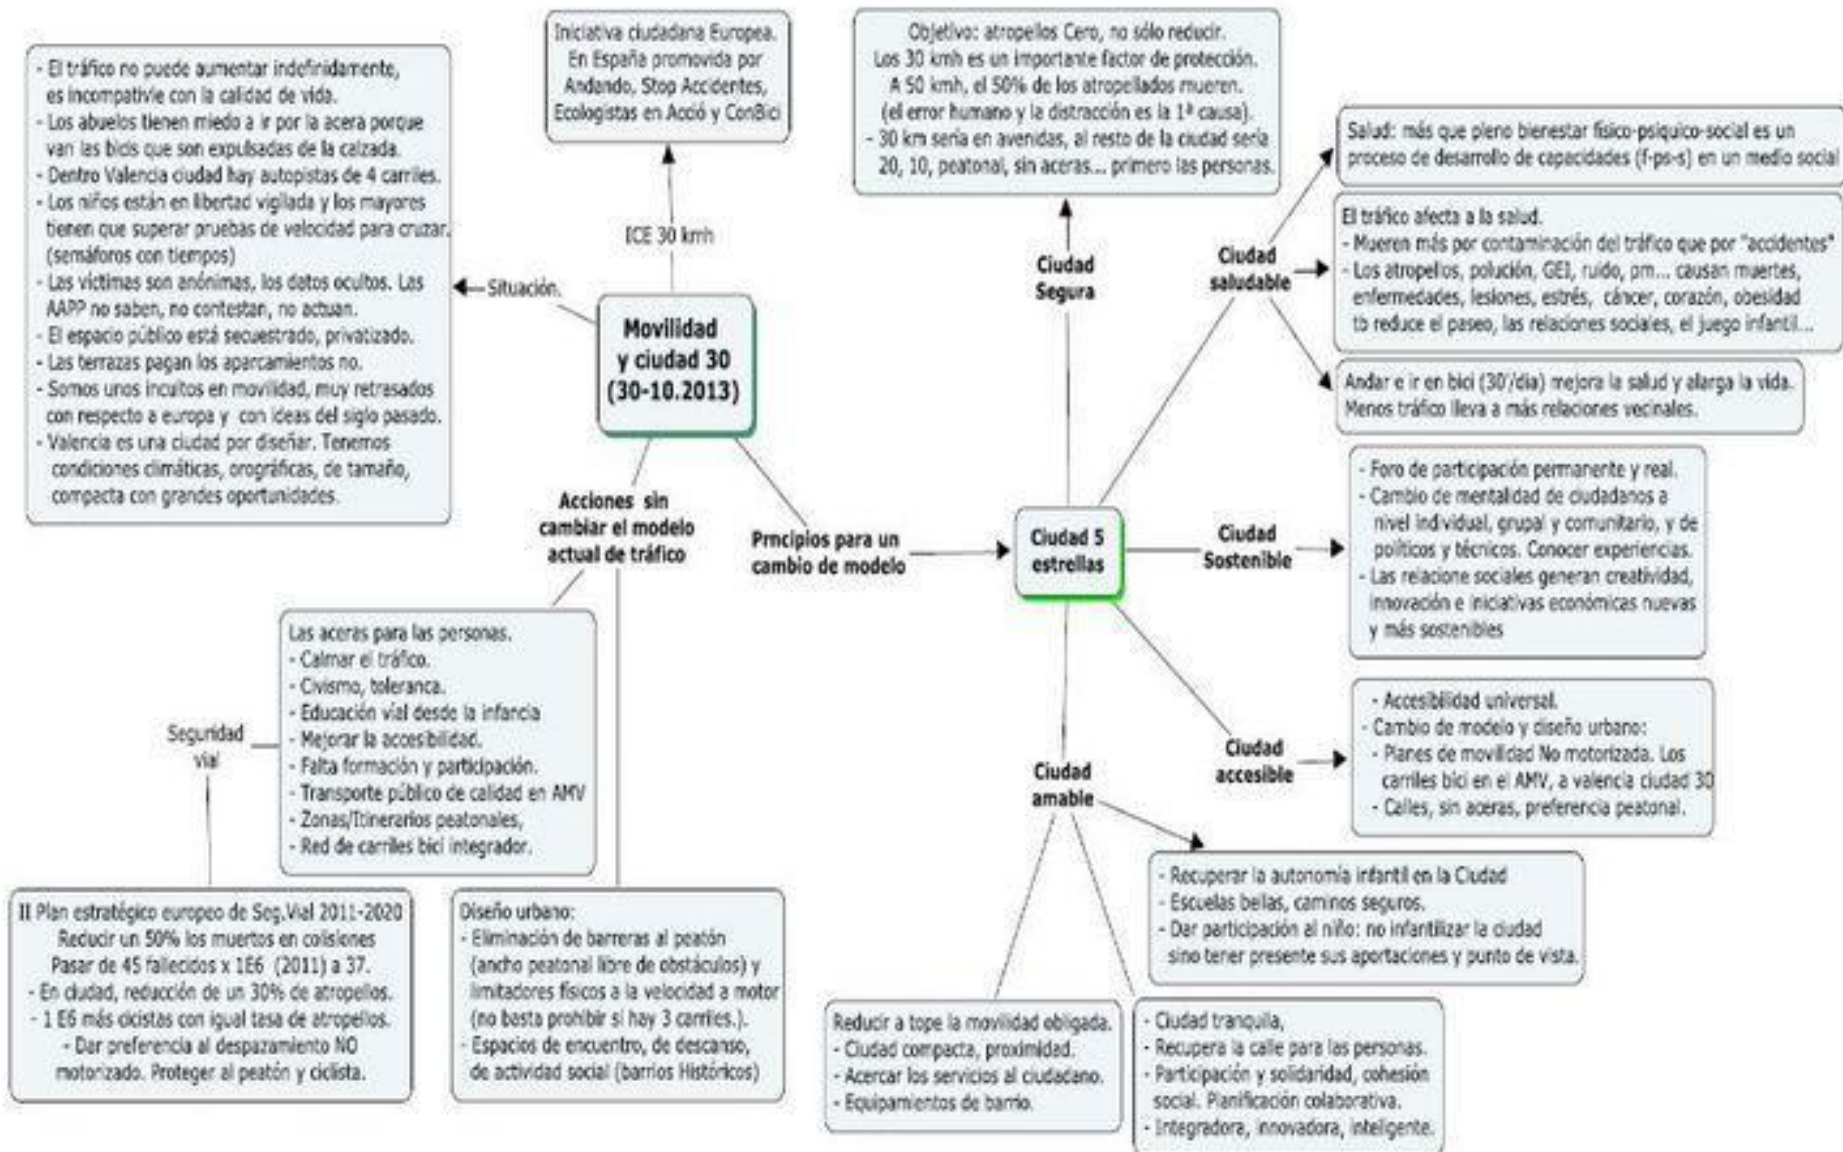 Iniciativa ciudadana Europea.
En España promovida por
Andando, Stop Accidentes,
Ecologistas en Acció y ConBici
ICE 30 kmh
- El tráfico no puede aumentar indefinidamente,
es incompativle con la calidad de vida.
- Los abuelos tienen miedo a ir por la acera porque
van las bicis que son expulsadas de la calzada.
- Dentro Valencia ciudad hay autopistas de 4 carriles.
- Los niños están en libertad vigilada y los mayores
tienen que superar pruebas de velocidad para cruzar.
(semáforos con tiempos)
- Las víctimas son anónimas, los datos ocultos. Las
AAPP no saben, no contestan, no actuan.
- El espacio público está secuestrado, privatizado.
- Las terrazas pagan los aparcamientos no.
- Somos unos incultos en movilidad, muy retrasados
con respecto a europa y con ideas del siglo pasado.
- Valencia es una ciudad por diseñar. Tenemos
condiciones climáticas, orográficas, de tamaño,
compacta con grandes oportunidades.
Situación.
Movilidad
y ciudad 30
(30-10.2013)
Acciones sin
cambiar el modelo
actual de tráfico
Prncipios para un
cambio de modelo
Ciudad 5
estrellas
Objetivo: atropellos Cero, no sólo reducir.
Los 30 kmh es un importante factor de protección.
A 50 kmh, el 50% de los atropellados mueren.
(el error humano y la distracción es la 1ª causa).
- 30 km sería en avenidas, al resto de la ciudad sería
20, 10, peatonal, sin aceras... primero las personas.
Ciudad
Segura
Ciudad
saludable
Salud: más que pleno bienestar físico-psiquico-social es un
proceso de desarrollo de capacidades (f-ps-s) en un medio social
El tráfico afecta a la salud.
- Mueren más por contaminación del tráfico que por "accidentes"
- Los atropellos, polución, GEI, ruido, pm... causan muertes,
enfermedades, lesiones, estrés, cáncer, corazón, obesidad
tb reduce el paseo, las relaciones sociales, el juego infantil...
Andar e ir en bici (30'/dia) mejora la salud y alarga la vida.
Menos tráfico lleva a más relaciones vecinales.
Ciudad
Sostenible
- Foro de participación permanente y real.
- Cambio de mentalidad de ciudadanos a
nivel individual, grupal y comunitario, y de
políticos y técnicos. Conocer experiencias.
- Las relacione sociales generan creatividad,
innovación e iniciativas económicas nuevas
y más sostenibles
Ciudad
accesible
- Accesibilidad universal.
- Cambio de modelo y diseño urbano:
- Planes de movilidad No motorizada. Los
carriles bici en el AMV, a valencia ciudad 30
- Calles, sin aceras, preferencia peatonal.
Ciudad
amable
- Recuperar la autonomía infantil en la Ciudad
- Escuelas bellas, caminos seguros.
- Dar participación al niño: no infantilizar la ciudad
sino tener presente sus aportaciones y punto de vista.
Reducir a tope la movilidad obligada.
- Ciudad compacta, proximidad.
- Acercar los servicios al ciudadano.
- Equipamientos de barrio.
- Ciudad tranquila,
- Recupera la calle para las personas.
- Participación y solidaridad, cohesión
social. Planificación colaborativa.
- Integradora, innovadora, inteligente.
Las aceras para las personas.
- Calmar el tráfico.
- Civismo, toleranca.
- Educación vial desde la infancia
- Mejorar la accesibilidad.
- Falta formación y participación.
- Transporte público de calidad en AMV
- Zonas/Itinerarios peatonales,
- Red de carriles bici integrador.
Seguridad
vial
II Plan estratégico europeo de Seg.Vial 2011-2020
Reducir un 50% los muertos en colisiones
Pasar de 45 fallecidos x 1E6 (2011) a 37.
- En ciudad, reducción de un 30% de atropellos.
- 1 E6 más ciclistas con igual tasa de atropellos.
- Dar preferencia al despazamiento NO
motorizado. Proteger al peatón y ciclista.
Diseño urbano:
- Eliminación de barreras al peatón
(ancho peatonal libre de obstáculos) y
limitadores físicos a la velocidad a motor
(no basta prohibir si hay 3 carriles.).
- Espacios de encuentro, de descanso,
de actividad social (barrios Históricos)